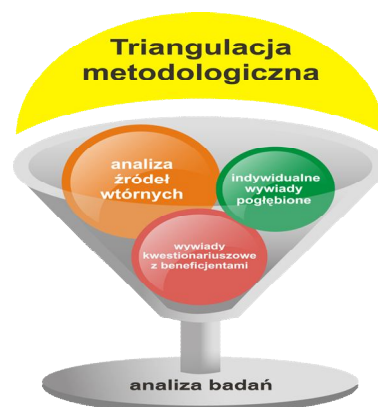 Triangulacja
metodologiczna
analiza
źródeł
wtórnych
indywidualne
wywiady
pogłębione
wywiady
kwestionariuszowe
z beneficjentami
analiza badań